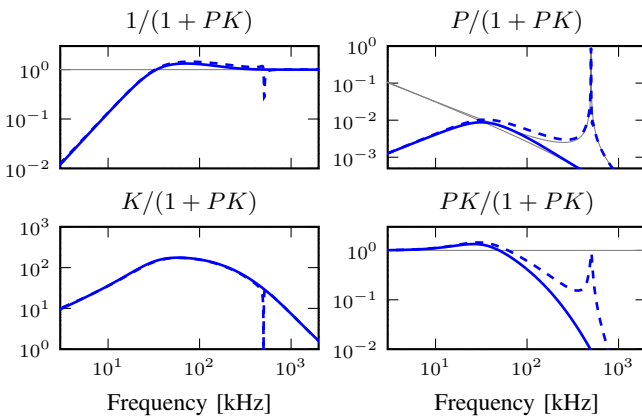 1/(1 + PK)
P/(1 + PK)
10^0
10^−1
10^−2
10^0
10^−1
10^−2
10^−3
K/(1 + PK)
PK/(1 + PK)
10^3
10^2
10^1
10^0
10^0
10^−1
10^−2
10^1 10^2 10^3
10^1 10^2 10^3
Frequency [kHz]
Frequency [kHz]